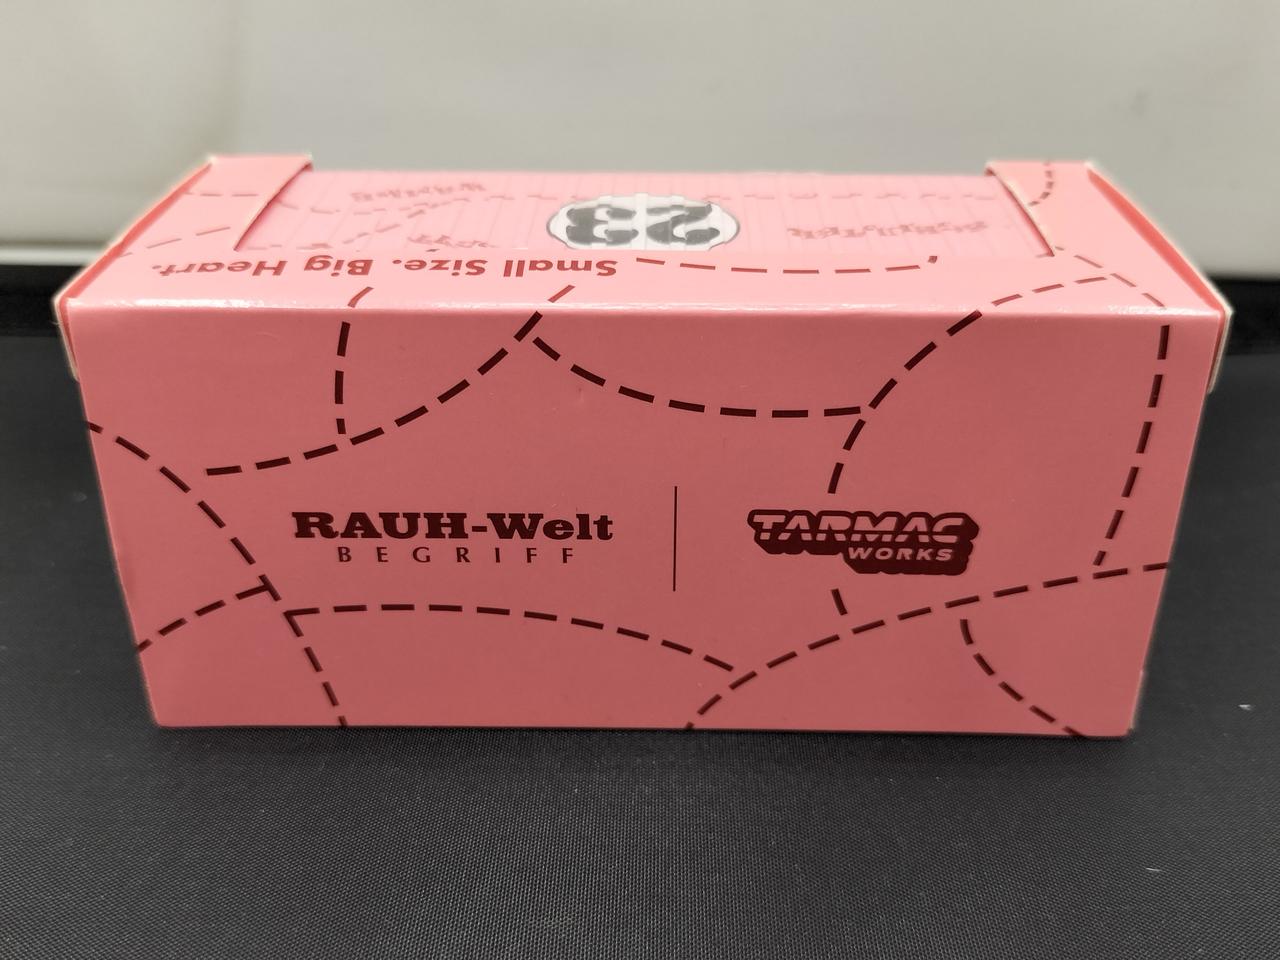 Small Size. Big Heart.
23
RAUH-Welt
BEGRIFF
TARMAC
WORKS